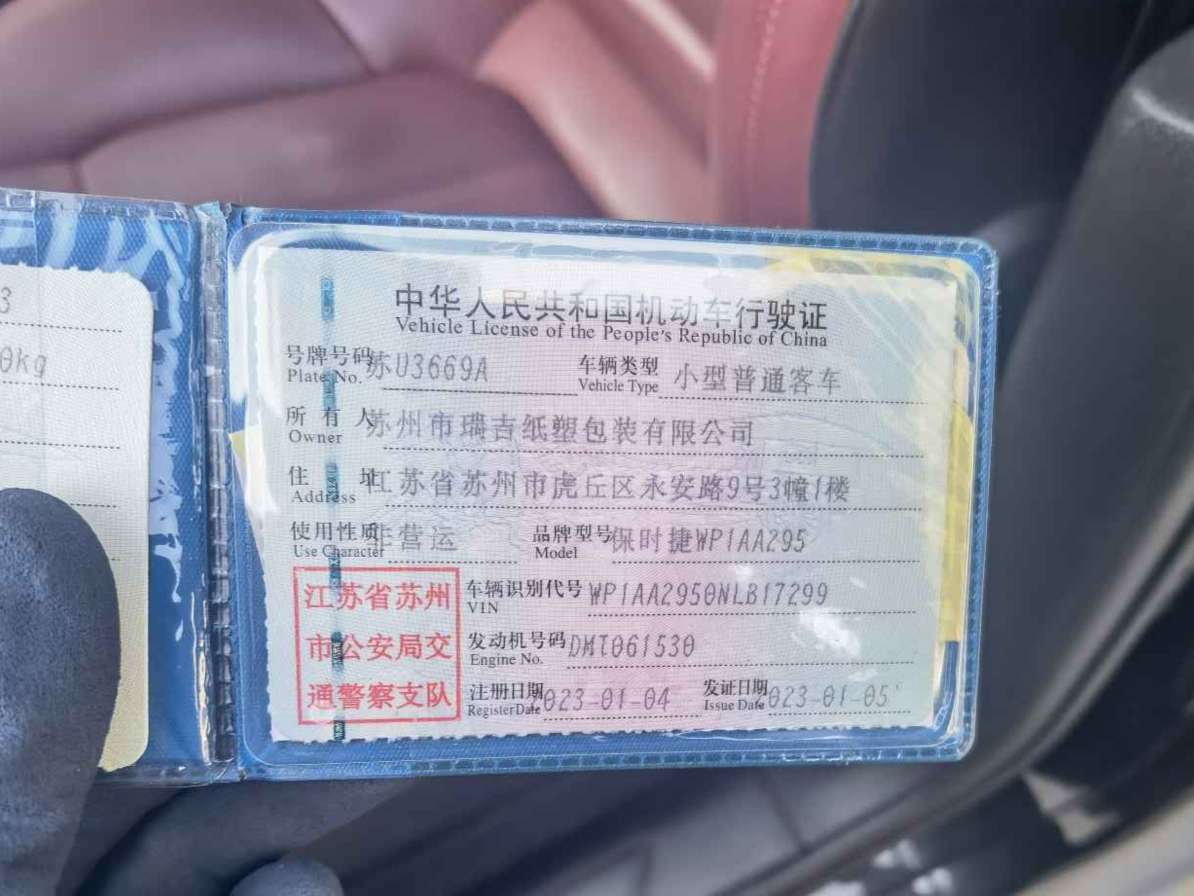 3
0kg
中华人民共和国机动车行驶证
Vehicle License of the People's Republic of China
号牌号码 苏U3669A 车辆类型 小型普通客车
Plate No. Vehicle Type
所有人 苏州市瑞吉纸塑包装有限公司
Owner
住址 江苏省苏州市虎丘区永安路9号3幢1楼
Address
使用性质 非营运 品牌型号 保时捷WP1AA295
Use Character Model
江苏省苏州
市公安局交
通警察支队
车辆识别代号 WP1AA2950NLB17299
VIN
发动机号码 DMT061530
Engine No.
注册日期 2023-01-04 发证日期 2023-01-05
Register Date Issue Date